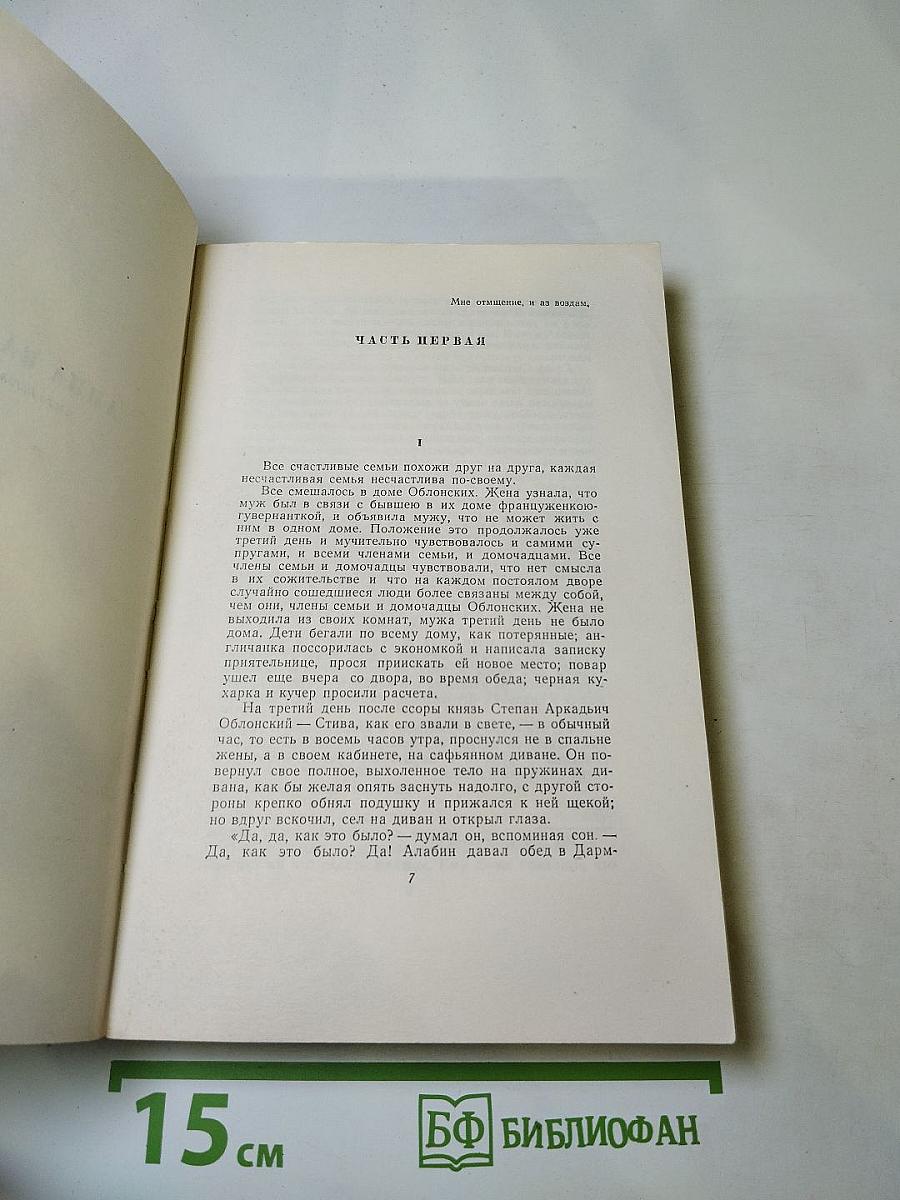 Мне отмщение, и аз воздам,
ЧАСТЬ ПЕРВАЯ
I
Все счастливые семьи похожи друг на друга, каждая
несчастливая семья несчастлива по-своему.
Все смешалось в доме Облонских. Жена узнала, что
муж был в связи с бывшею в их доме француженкою-
гувернанткой, и объявила мужу, что не может жить с
ним в одном доме. Положение это продолжалось уже
третий день и мучительно чувствовалось и самими су-
пругами, и всеми членами семьи, и домочадцами. Все
члены семьи и домочадцы чувствовали, что нет смысла
в их сожительстве и что на каждом постоялом дворе
случайно сошедшиеся люди более связаны между собой,
чем они, члены семьи и домочадцы Облонских. Жена не
выходила из своих комнат, мужа третий день не было
дома. Дети бегали по всему дому, как потерянные; ан-
гличанка поссорилась с экономкой и написала записку
приятельнице, прося приискать ей новое место; повар
ушел еще вчера со двора, во время обеда; черная ку-
харка и кучер просили расчета.
На третий день после ссоры князь Степан Аркадьич
Облонский — Стива, как его звали в свете, — в обычный
час, то есть в восемь часов утра, проснулся не в спальне
жены, а в своем кабинете, на сафьянном диване. Он по-
вернул свое полное, выхоленное тело на пружинах ди-
вана, как бы желая опять заснуть надолго, с другой сто-
роны крепко обнял подушку и прижался к ней щекой;
но вдруг вскочил, сел на диван и открыл глаза.
«Да, да, как это было? — думал он, вспоминая сон. —
Да, как это было? Да! Алабин давал обед в Дарм-
7
15 см
БФ БИБЛИОФАН